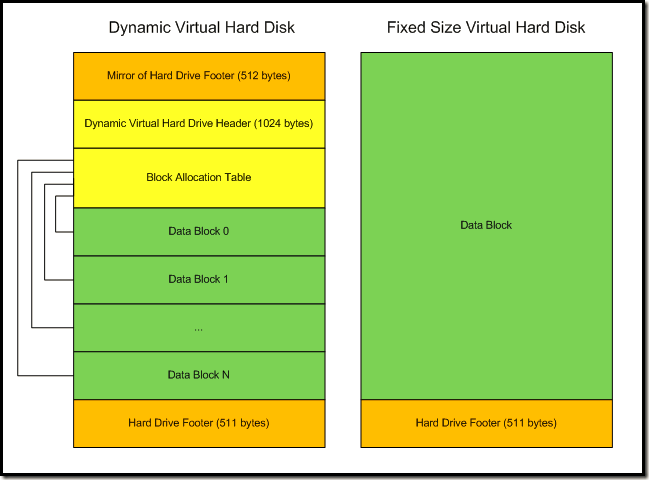 Dynamic Virtual Hard Disk
Mirror of Hard Drive Footer (512 bytes)
Dynamic Virtual Hard Drive Header (1024 bytes)
Block Allocation Table
Data Block 0
Data Block 1
...
Data Block N
Hard Drive Footer (511 bytes)
Fixed Size Virtual Hard Disk
Data Block
Hard Drive Footer (511 bytes)